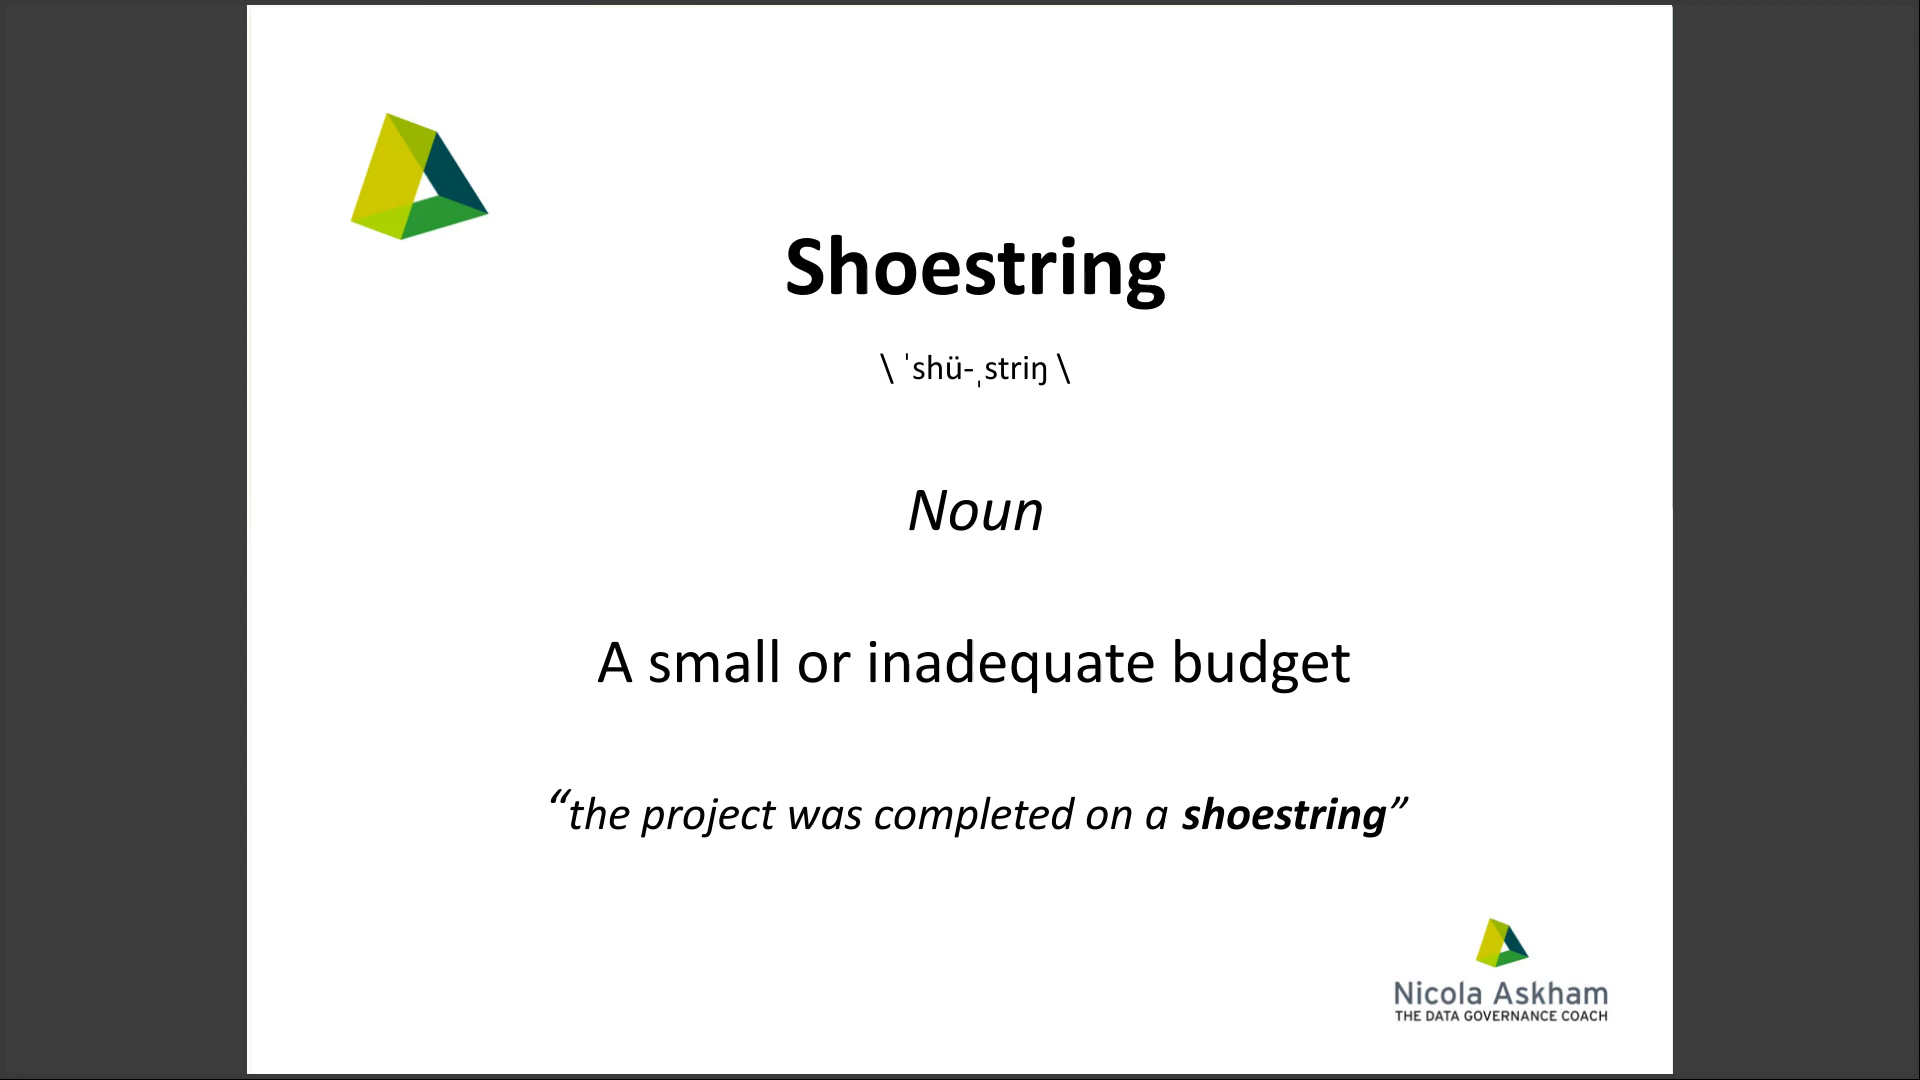 Shoestring
\ ˈshü-ˌstriŋ \
Noun
A small or inadequate budget
“the project was completed on a shoestring”
Nicola Askham
THE DATA GOVERNANCE COACH